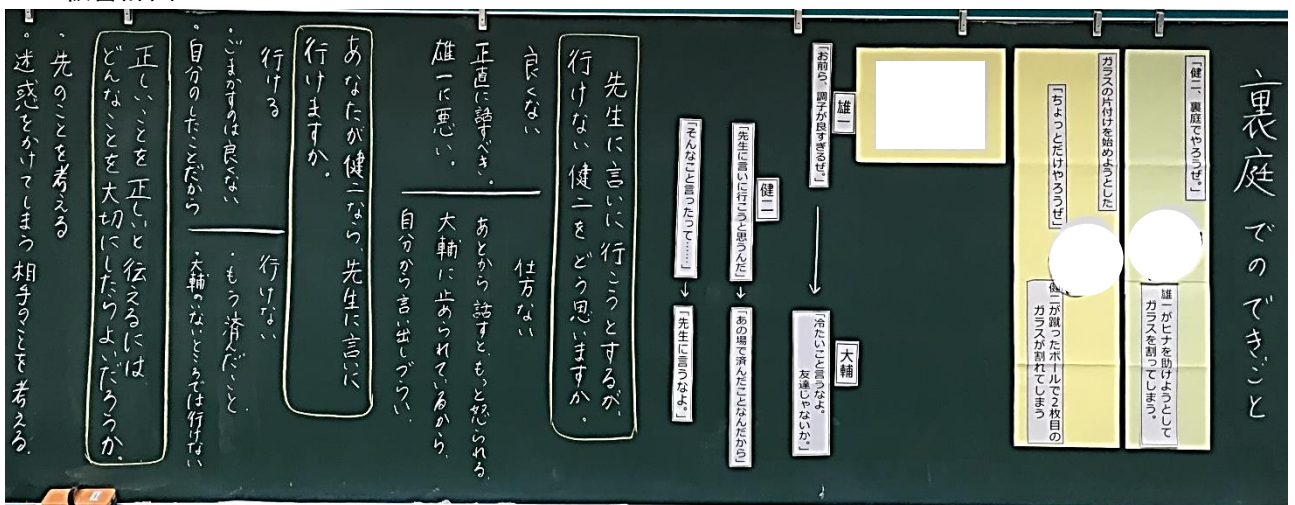 裏庭でのできごと
「健二、裏庭でやろうぜ。」
雄一がヒナを助けようとして
ガラスを割ってしまう。
ガラスの片付けを始めようとした
「ちょっとだけやろうぜ」
健二が蹴ったボールで2枚目の
ガラスが割れてしまう
雄一
「お前ら、調子が良すぎるぜ。」
大輔
「冷たいこと言うなよ。
友達じゃないか。」
健二
「先生に言いに行こうと思うんだ」
「あの場で済んだことなんだから」
「そんなこと言ったって……」
「先生に言うなよ。」
先生に言いに行こうとするが、
行けない健二をどう思いますか。
良くない
正直に話すべき。
雄一に悪い。
仕方ない
あとから話すと、もっと怒られる
大輔に止められているから、
自分から言い出しづらい、
あなたが健二なら、先生に言いに
行けますか。
行ける
・ごまかすのは良くない
・自分のしたことだから
行けない
・もう済んだこと、
・大輔のいないところでは行けない
正しいことを正しいと伝えるには
どんなことを大切にしたらよいだろうか。
・先のことを考える
・迷惑をかけてしまう相手のことを考える。